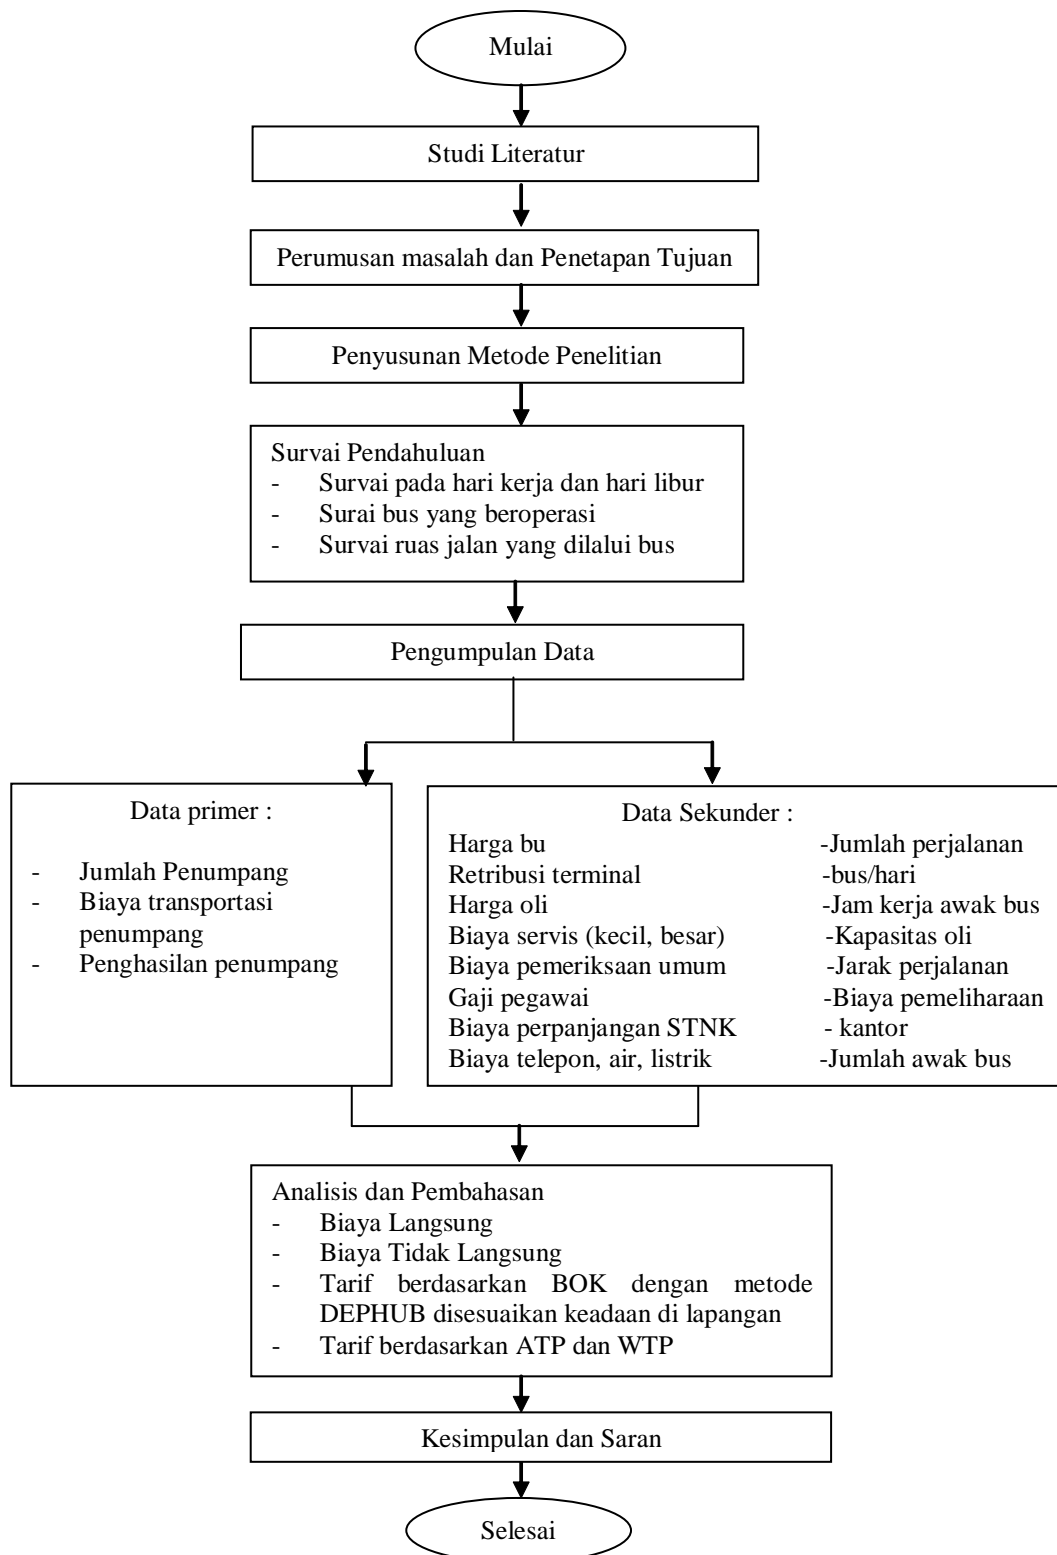 Mulai
Studi Literatur
Perumusan masalah dan Penetapan Tujuan
Penyusunan Metode Penelitian
Survai Pendahuluan
- Survai pada hari kerja dan hari libur
- Surai bus yang beroperasi
- Survai ruas jalan yang dilalui bus
Pengumpulan Data
Data primer :
- Jumlah Penumpang
- Biaya transportasi
penumpang
- Penghasilan penumpang
Data Sekunder :
Harga bu -Jumlah perjalanan
Retribusi terminal -bus/hari
Harga oli -Jam kerja awak bus
Biaya servis (kecil, besar) -Kapasitas oli
Biaya pemeriksaan umum -Jarak perjalanan
Gaji pegawai -Biaya pemeliharaan
Biaya perpanjangan STNK - kantor
Biaya telepon, air, listrik -Jumlah awak bus
Analisis dan Pembahasan
- Biaya Langsung
- Biaya Tidak Langsung
- Tarif berdasarkan BOK dengan metode
DEPHUB disesuaikan keadaan di lapangan
- Tarif berdasarkan ATP dan WTP
Kesimpulan dan Saran
Selesai